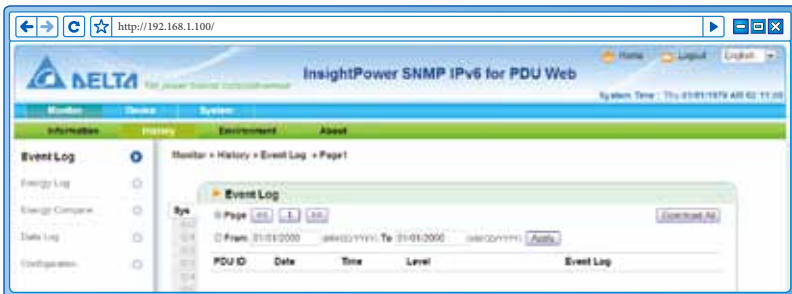 http://192.168.1.100/
Home Logout English
DELTA
InsightPower SNMP IPv6 for PDU Web
System Time : Thu 01/01/1970 AM 02:11:
Monitor Device System
Information History Environment About
Event Log
Monitor » History » Event Log » Page1
Energy Log
Energy Compare
Data Log
Configuration
Sys
Event Log
Page << 1 >> Download All
From 01/01/2000 (MM/DD/YYYY) To 01/01/2000 (MM/DD/YYYY) Apply
PDU ID Date Time Level Event Log